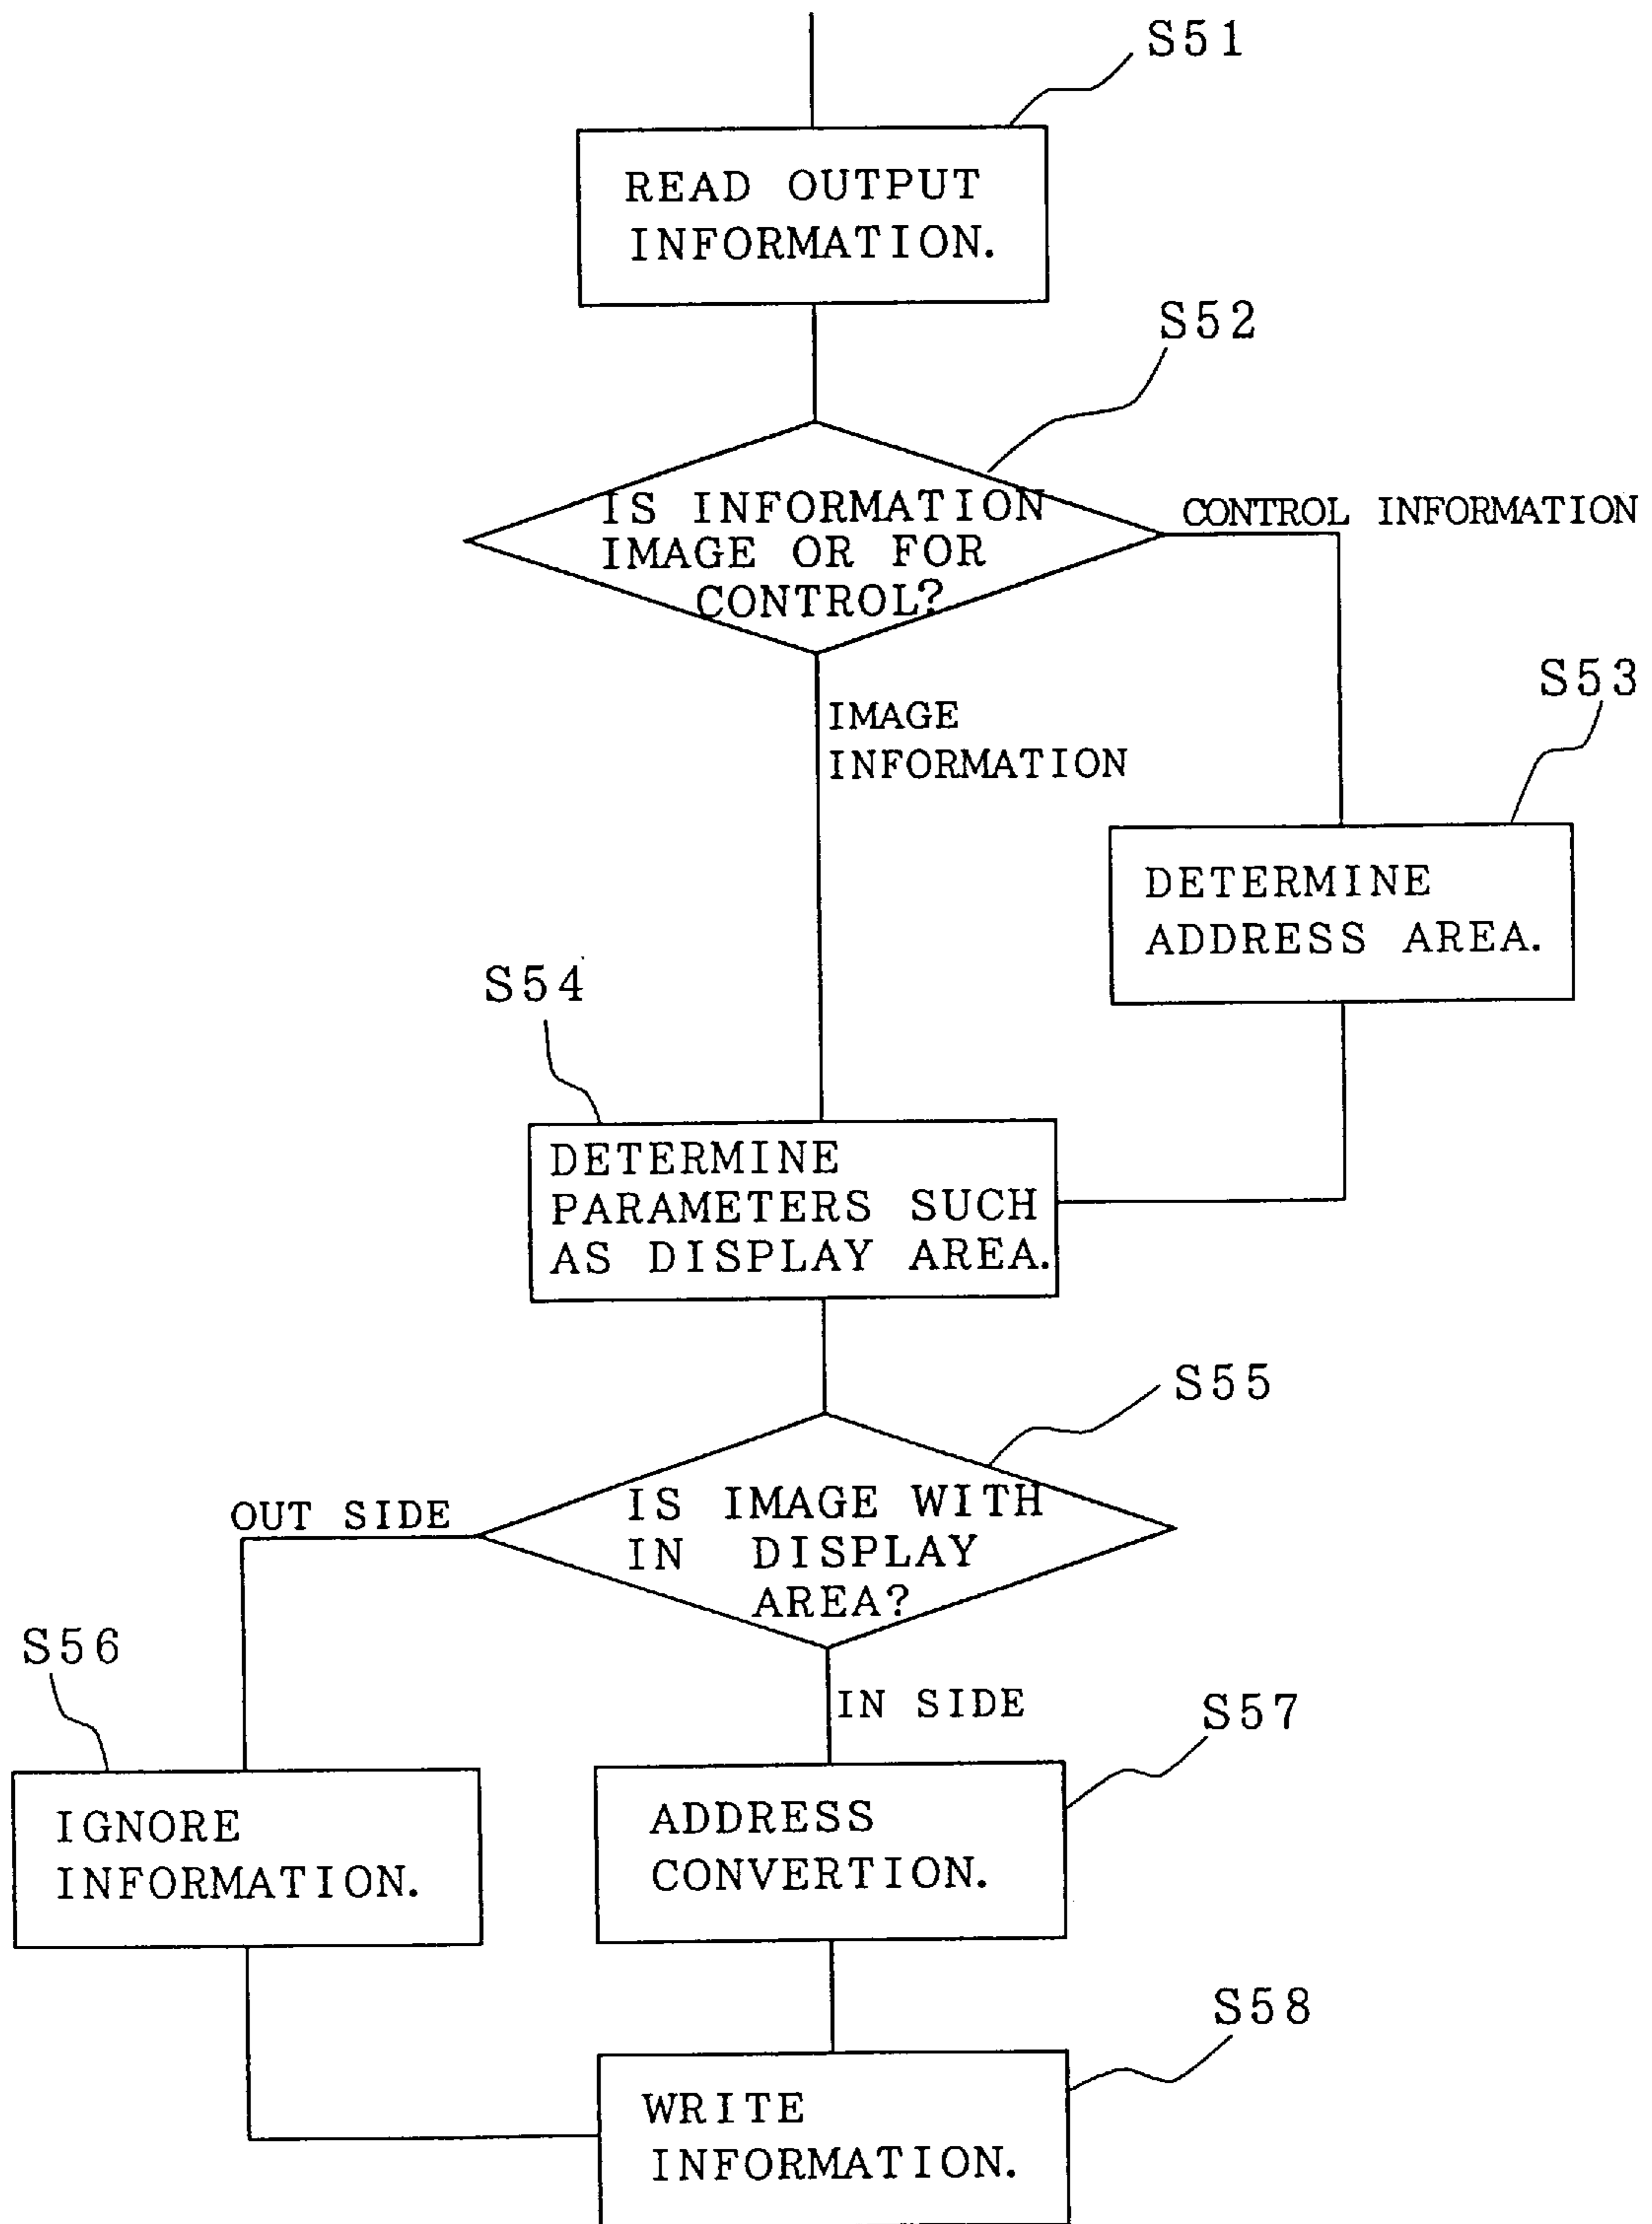 S51
READ OUTPUT
INFORMATION.
S52
IS INFORMATION
IMAGE OR FOR
CONTROL?
CONTROL INFORMATION
IMAGE
INFORMATION
S53
DETERMINE
ADDRESS AREA.
S54
DETERMINE
PARAMETERS SUCH
AS DISPLAY AREA.
S55
IS IMAGE WITH
IN DISPLAY
AREA?
OUT SIDE
IN SIDE
S56
IGNORE
INFORMATION.
S57
ADDRESS
CONVERTION.
S58
WRITE
INFORMATION.